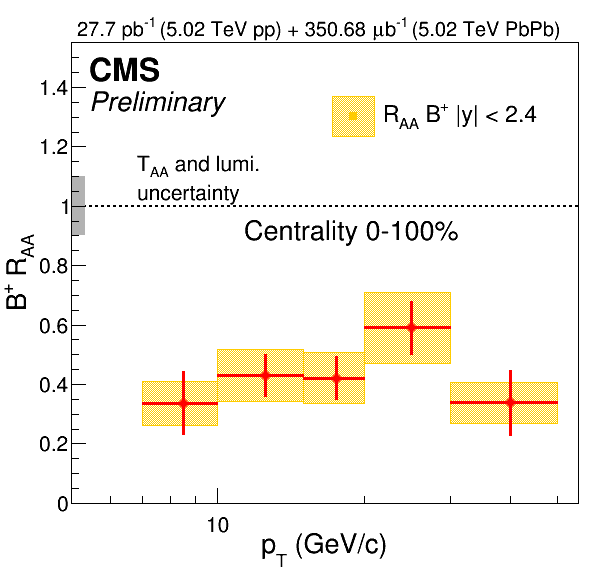 27.7 pb⁻¹ (5.02 TeV pp) + 350.68 μb⁻¹ (5.02 TeV PbPb)
CMS
Preliminary
R_AA B⁺ |y| < 2.4
T_AA and lumi.
uncertainty
Centrality 0-100%
B⁺ R_AA
1.4
1.2
1
0.8
0.6
0.4
0.2
0
10
p_T (GeV/c)